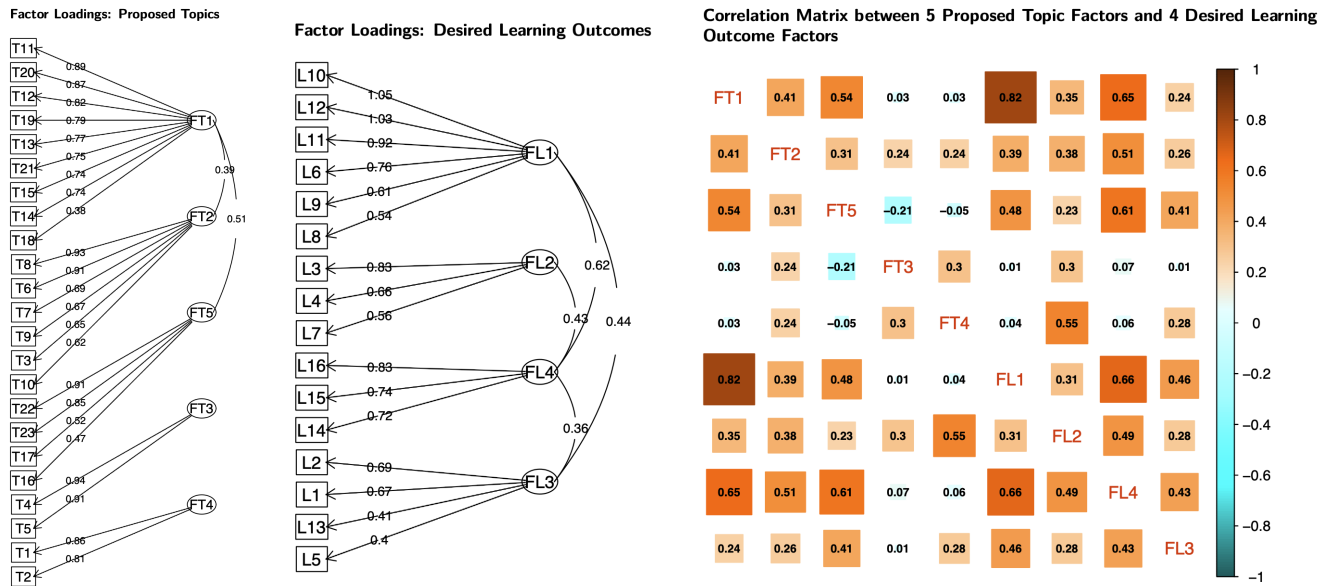 Factor Loadings: Proposed Topics
T11
T20
T12
T19
T13
T21
T15
T14
T18
T8
T6
T7
T9
T3
T10
T22
T23
T17
T16
T4
T5
T1
T2
0.89
0.87
0.82
0.79
0.77
0.75
0.74
0.74
0.38
0.93
0.91
0.69
0.67
0.65
0.62
0.91
0.85
0.52
0.47
0.94
0.91
0.86
0.81
FT1
FT2
FT5
FT3
FT4
0.39
0.51
Factor Loadings: Desired Learning Outcomes
L10
L12
L11
L6
L9
L8
L3
L4
L7
L16
L15
L14
L2
L1
L13
L5
1.05
1.03
0.92
0.76
0.61
0.54
0.83
0.66
0.56
0.83
0.74
0.72
0.69
0.67
0.41
0.4
FL1
FL2
FL4
FL3
0.62
0.44
0.43
0.36
Correlation Matrix between 5 Proposed Topic Factors and 4 Desired Learning
Outcome Factors
FT1 0.41 0.54 0.03 0.03 0.82 0.35 0.65 0.24
0.41 FT2 0.31 0.24 0.24 0.39 0.38 0.51 0.26
0.54 0.31 FT5 −0.21 −0.05 0.48 0.23 0.61 0.41
0.03 0.24 −0.21 FT3 0.3 0.01 0.3 0.07 0.01
0.03 0.24 −0.05 0.3 FT4 0.04 0.55 0.06 0.28
0.82 0.39 0.48 0.01 0.04 FL1 0.31 0.66 0.46
0.35 0.38 0.23 0.3 0.55 0.31 FL2 0.49 0.28
0.65 0.51 0.61 0.07 0.06 0.66 0.49 FL4 0.43
0.24 0.26 0.41 0.01 0.28 0.46 0.28 0.43 FL3
1
0.8
0.6
0.4
0.2
0
−0.2
−0.4
−0.6
−0.8
−1